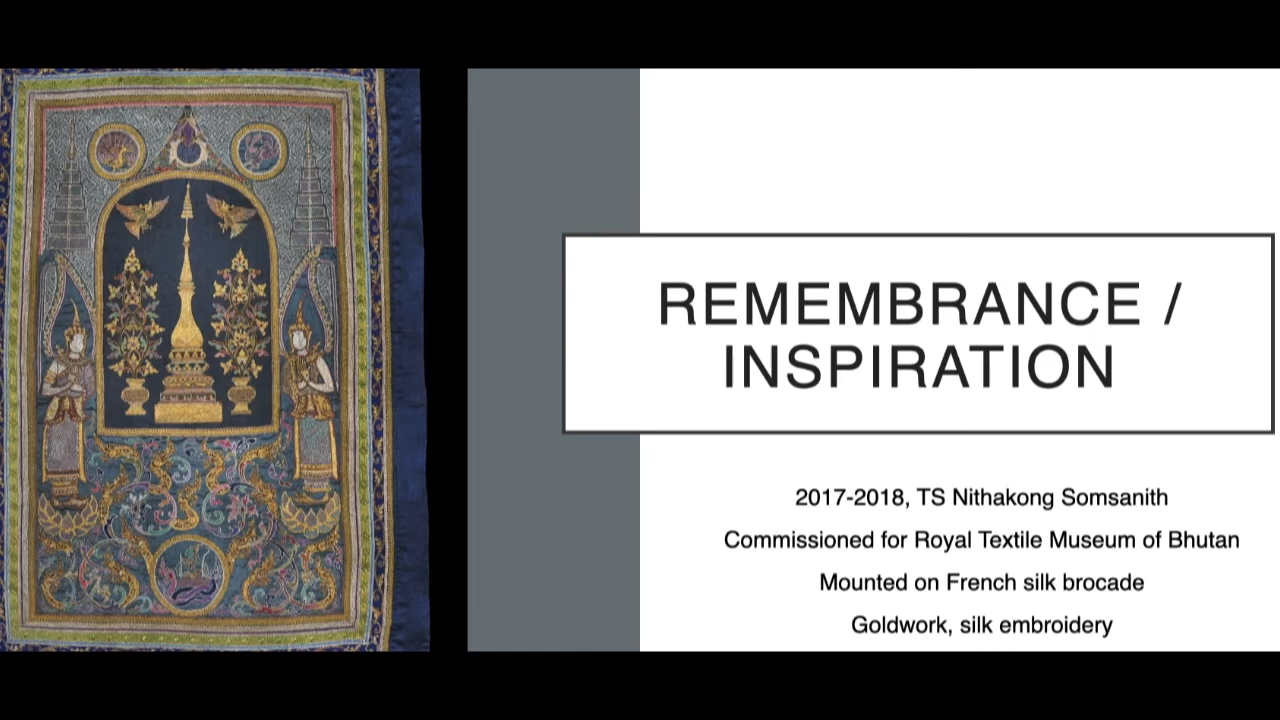 REMEMBRANCE /
INSPIRATION
2017-2018, TS Nithakong Somsanith
Commissioned for Royal Textile Museum of Bhutan
Mounted on French silk brocade
Goldwork, silk embroidery